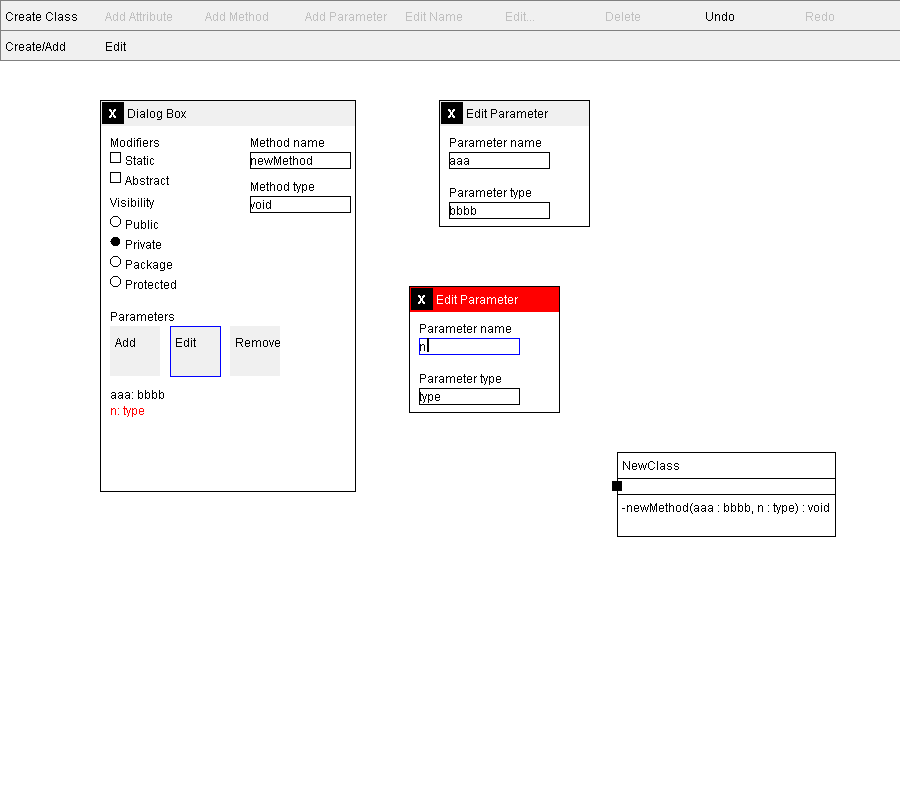 Create Class Add Attribute Add Method Add Parameter Edit Name Edit... Delete Undo Redo
Create/Add Edit
X Dialog Box
Modifiers
Static
Abstract
Visibility
Public
Private
Package
Protected
Method name
newMethod
Method type
void
Parameters
Add Edit Remove
aaa: bbbb
n: type
X Edit Parameter
Parameter name
aaa
Parameter type
bbbb
X Edit Parameter
Parameter name
n
Parameter type
type
NewClass
-newMethod(aaa : bbbb, n : type) : void